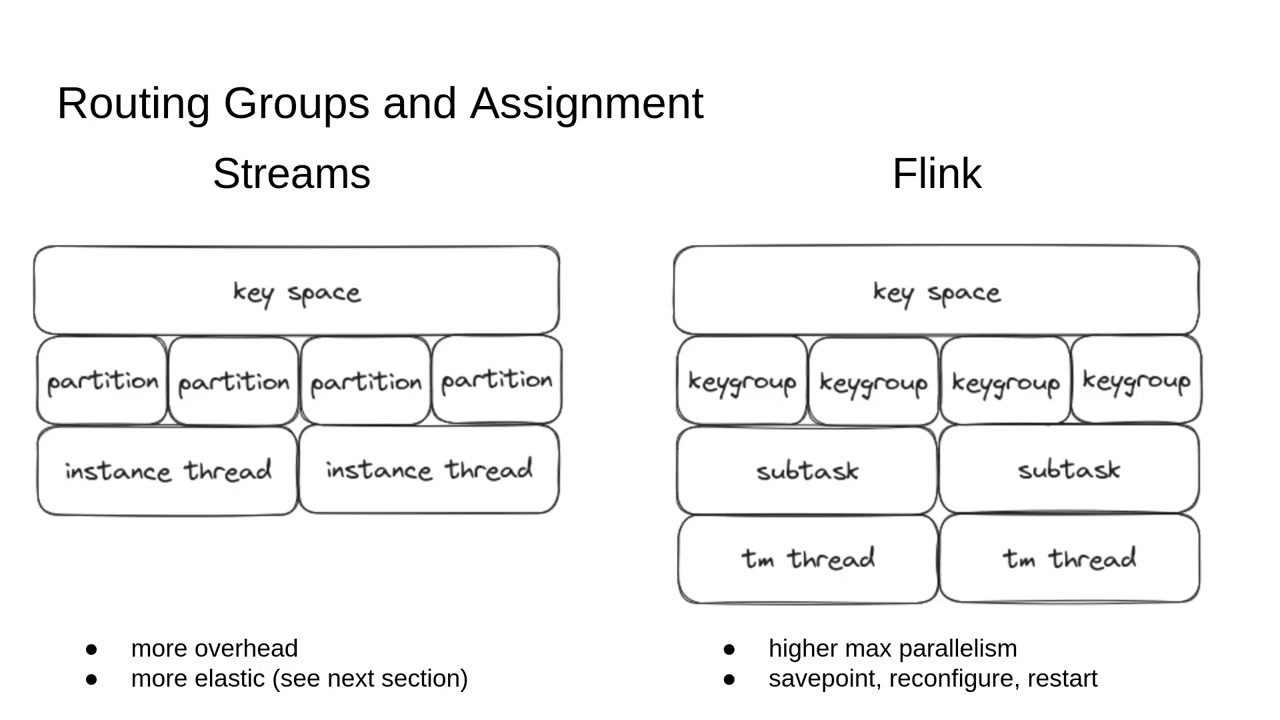 Routing Groups and Assignment
Streams
key space
partition partition partition partition
instance thread instance thread
● more overhead
● more elastic (see next section)
Flink
key space
keygroup keygroup keygroup keygroup
subtask subtask
tm thread tm thread
● higher max parallelism
● savepoint, reconfigure, restart